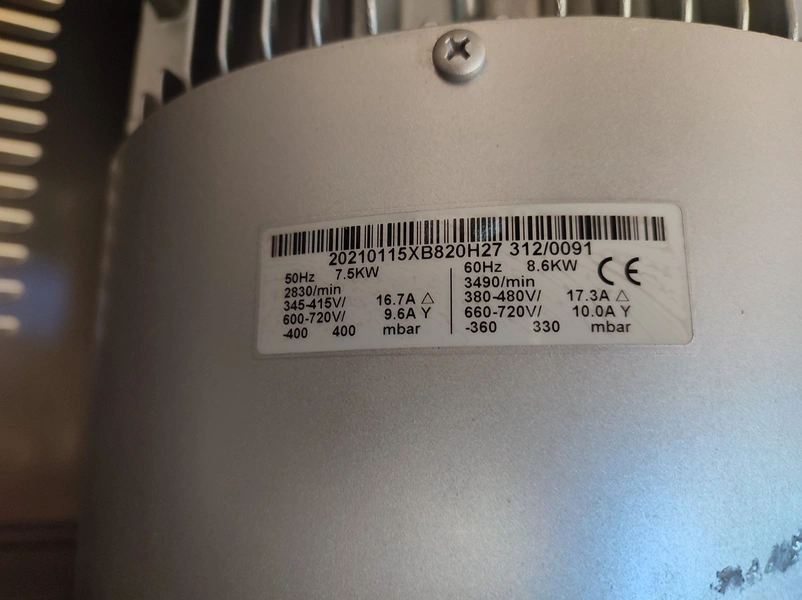 20210115XB820H27 312/0091
50Hz 7.5KW
2830/min
345-415V/ 16.7A △
600-720V/ 9.6A Y
-400 400 mbar
60Hz 8.6KW
3490/min
380-480V/ 17.3A △
660-720V/ 10.0A Y
-360 330 mbar
CE